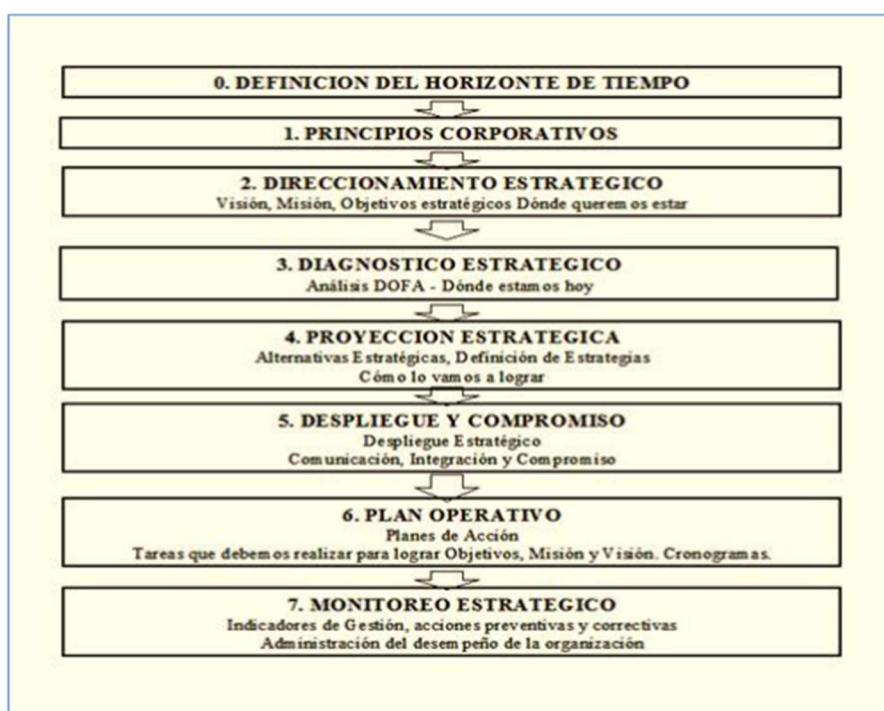 0. DEFINICION DEL HORIZONTE DE TIEMPO
1. PRINCIPIOS CORPORATIVOS
2. DIRECCIONAMIENTO ESTRATEGICO
Visión, Misión, Objetivos estratégicos Dónde queremos estar
3. DIAGNOSTICO ESTRATEGICO
Análisis DOFA - Dónde estamos hoy
4. PROYECCION ESTRATEGICA
Alternativas Estratégicas, Definición de Estrategias
Cómo lo vamos a lograr
5. DESPLIEGUE Y COMPROMISO
Despliegue Estratégico
Comunicación, Integración y Compromiso
6. PLAN OPERATIVO
Planes de Acción
Tareas que debemos realizar para lograr Objetivos, Misión y Visión. Cronogramas.
7. MONITOREO ESTRATEGICO
Indicadores de Gestión, acciones preventivas y correctivas
Administración del desempeño de la organización